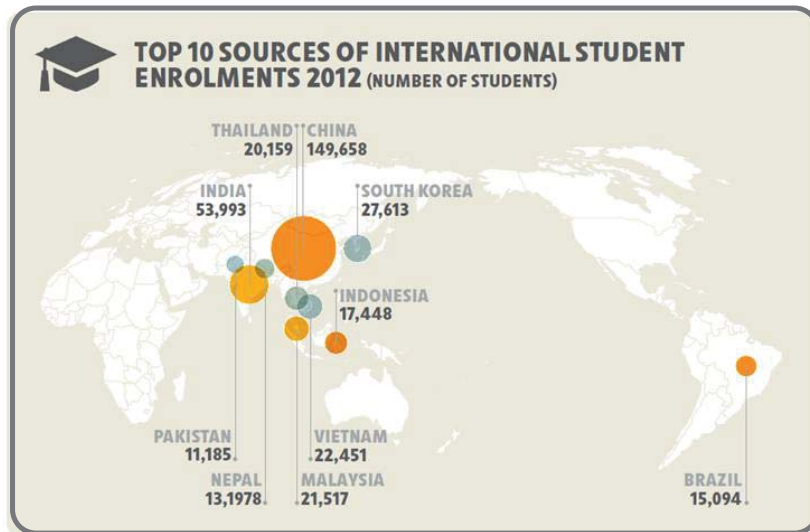 TOP 10 SOURCES OF INTERNATIONAL STUDENT
ENROLMENTS 2012 (NUMBER OF STUDENTS)
THAILAND
20,159
CHINA
149,658
INDIA
53,993
SOUTH KOREA
27,613
INDONESIA
17,448
PAKISTAN
11,185
VIETNAM
22,451
NEPAL
13,1978
MALAYSIA
21,517
BRAZIL
15,094